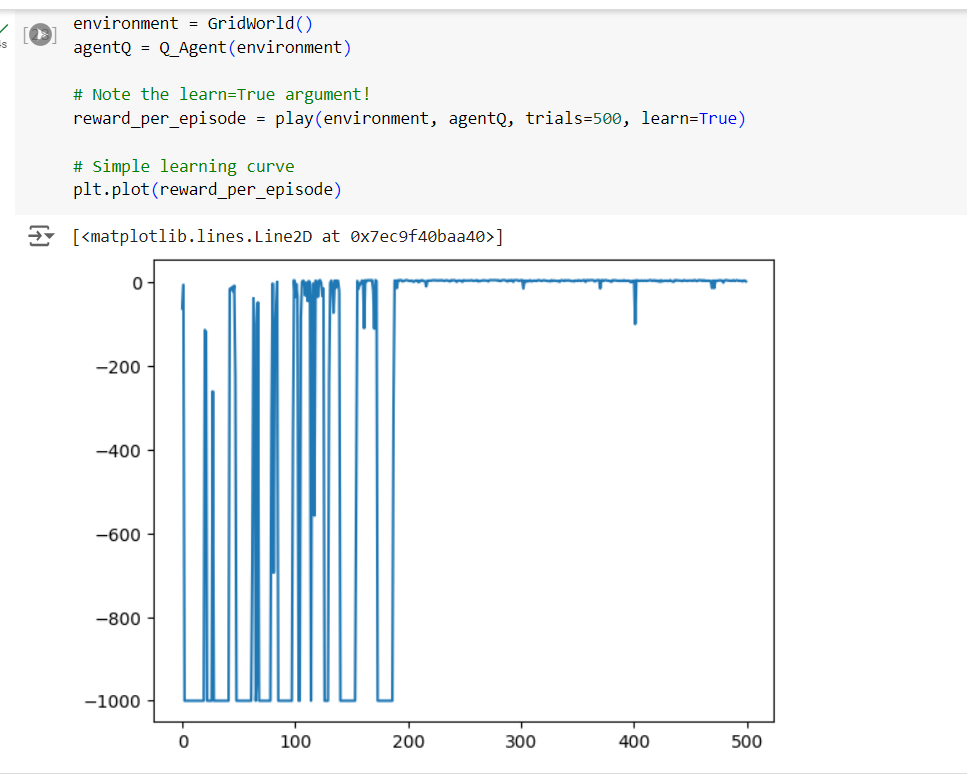 environment = GridWorld()
agentQ = Q_Agent(environment)
# Note the learn=True argument!
reward_per_episode = play(environment, agentQ, trials=500, learn=True)
# Simple learning curve
plt.plot(reward_per_episode)
[<matplotlib.lines.Line2D at 0x7ec9f40baa40>]
0
−200
−400
−600
−800
−1000
0 100 200 300 400 500